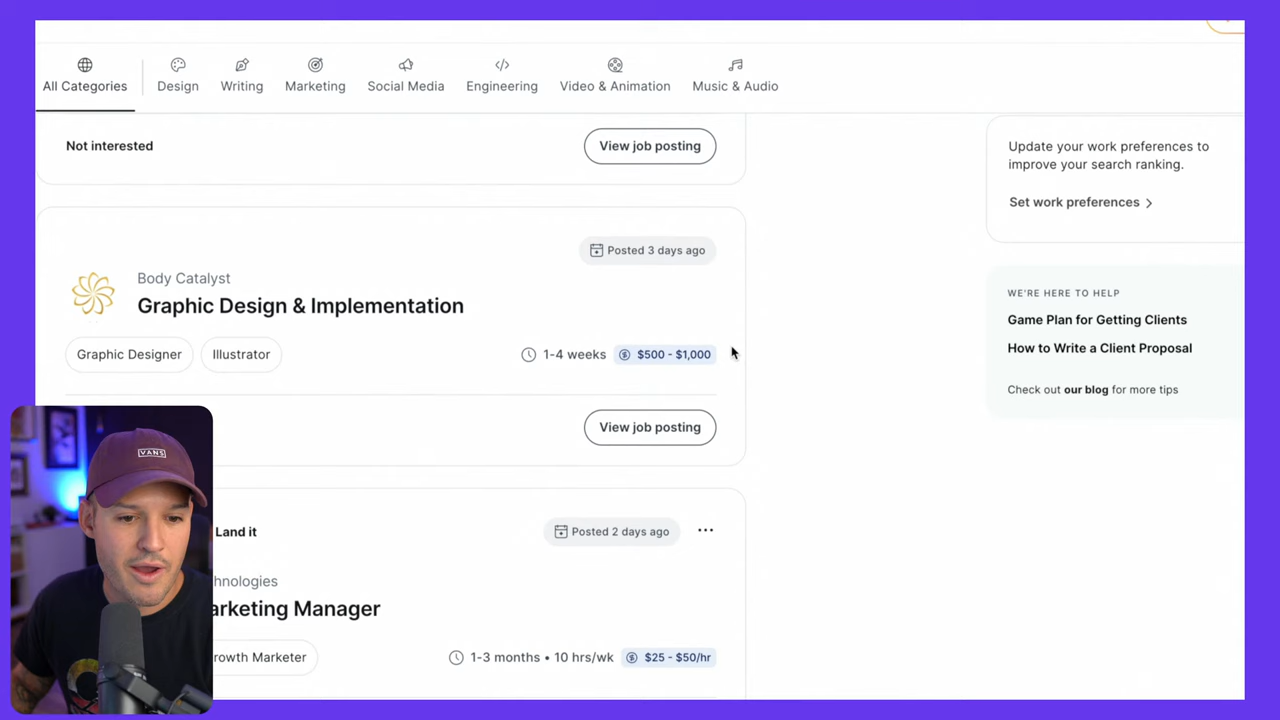 All Categories
Design
Writing
Marketing
Social Media
Engineering
Video & Animation
Music & Audio
Not interested
View job posting
Update your work preferences to
improve your search ranking.
Set work preferences
Posted 3 days ago
Body Catalyst
Graphic Design & Implementation
Graphic Designer
Illustrator
1-4 weeks
$500 - $1,000
View job posting
WE'RE HERE TO HELP
Game Plan for Getting Clients
How to Write a Client Proposal
Check out our blog for more tips
Land it
Posted 2 days ago
hnologies
arketing Manager
rowth Marketer
1-3 months • 10 hrs/wk
$25 - $50/hr
VANS